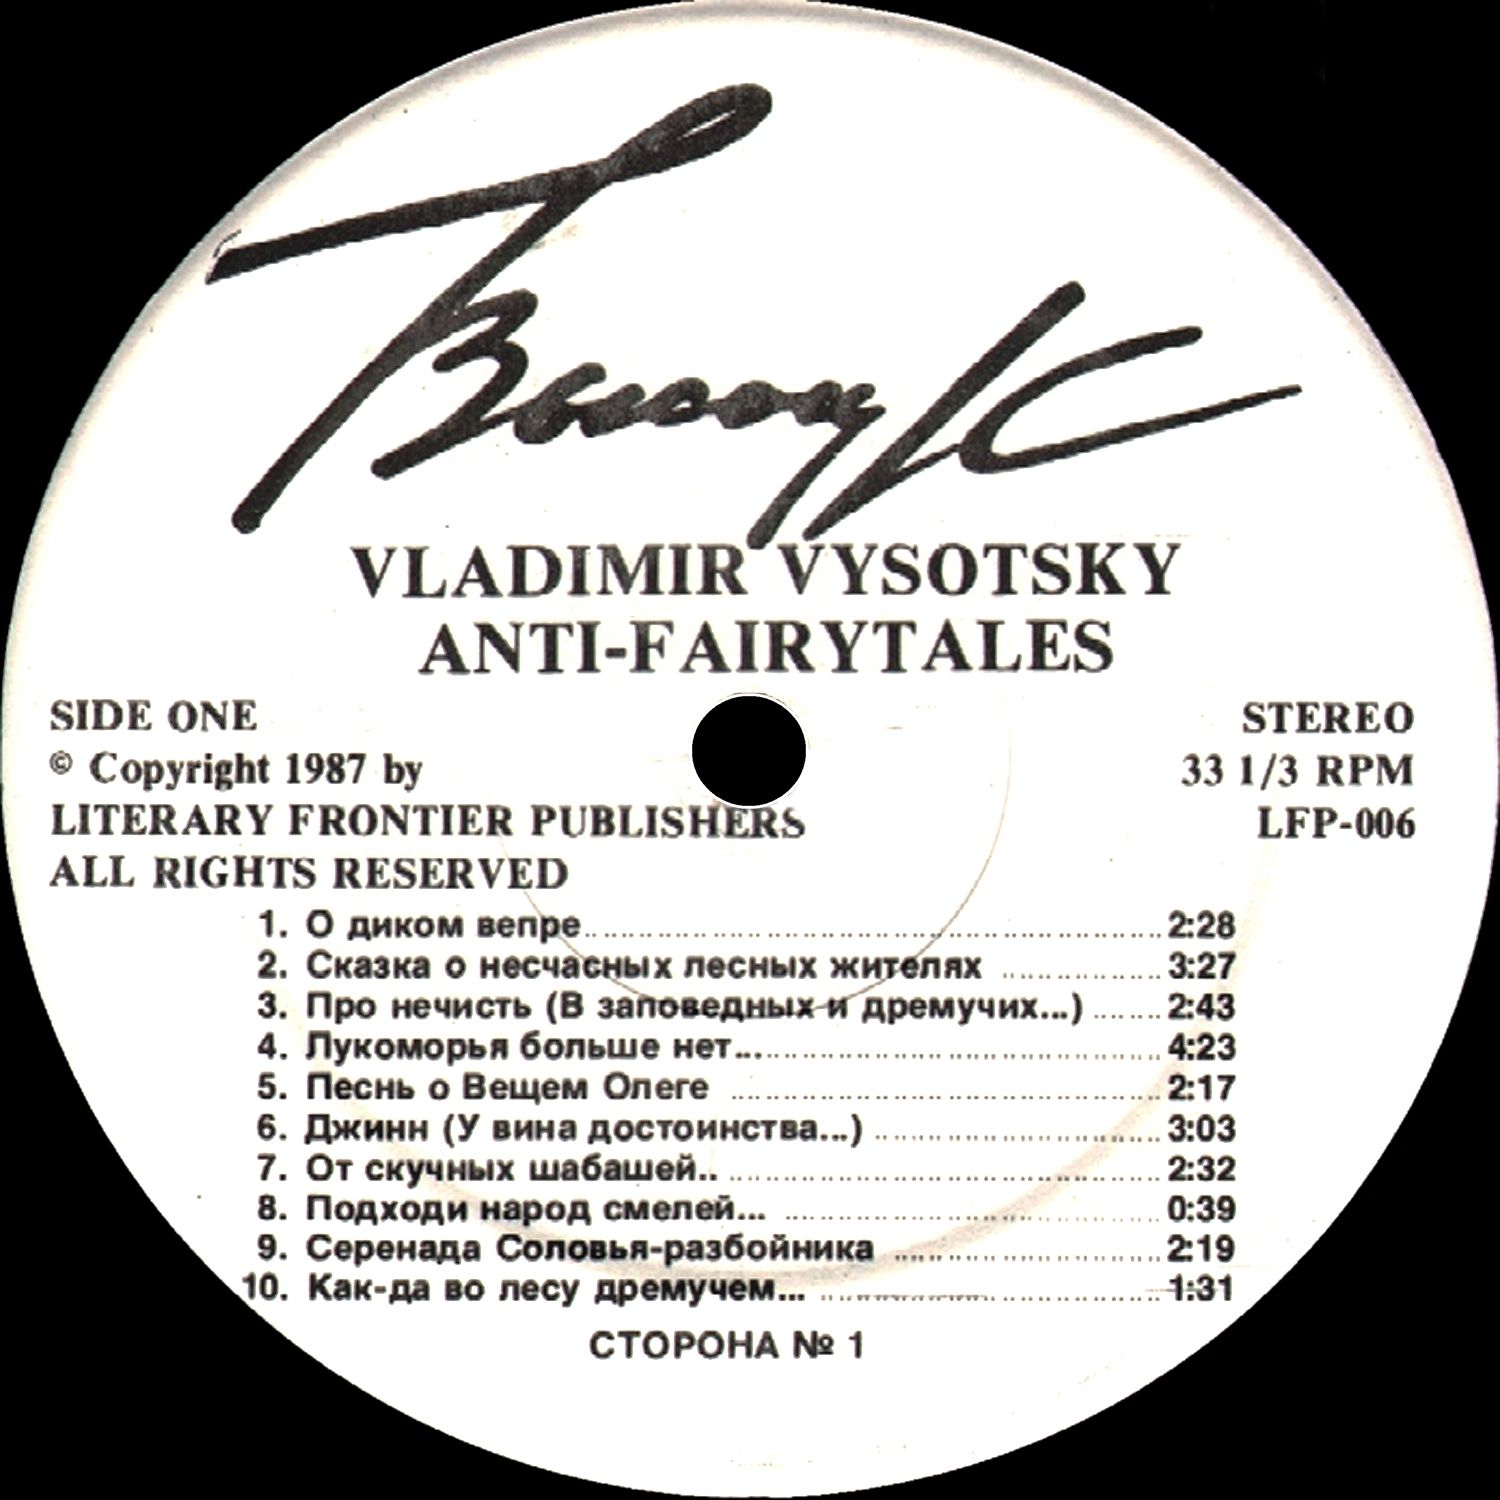 Высоцк
VLADIMIR VYSOTSKY
ANTI-FAIRYTALES
SIDE ONE
STEREO
© Copyright 1987 by
33 1/3 RPM
LITERARY FRONTIER PUBLISHERS
LFP-006
ALL RIGHTS RESERVED
1. О диком вепре.......... 2:28
2. Сказка о несчасных лесных жителях .......... 3:27
3. Про нечисть (В заповедных и дремучих...) ....... 2:43
4. Лукоморья больше нет.......... 4:23
5. Песнь о Вещем Олеге .......... 2:17
6. Джинн (У вина достоинства...) .......... 3:03
7. От скучных шабашей.. .......... 2:32
8. Подходи народ смелей... .......... 0:39
9. Серенада Соловья-разбойника .......... 2:19
10. Как-да во лесу дремучем... .......... 1:31
СТОРОНА № 1